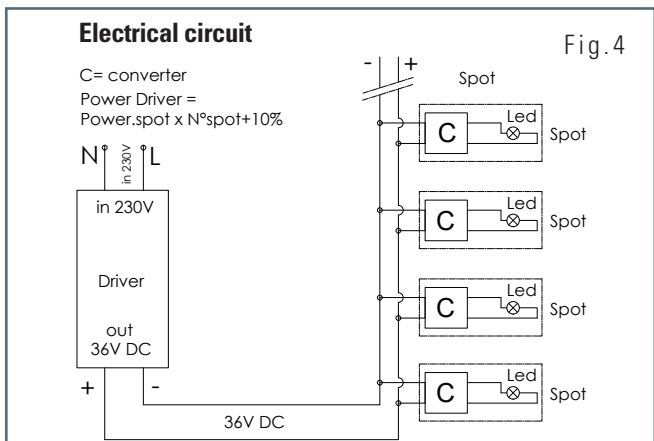 Electrical circuit
Fig.4
C= converter
Power Driver =
Power.spot x N°spot+10%
- +
Spot
N in 230V L
in 230V
Driver
out
36V DC
+ -
36V DC
C Led
Spot
C Led
Spot
C Led
Spot
C Led
Spot